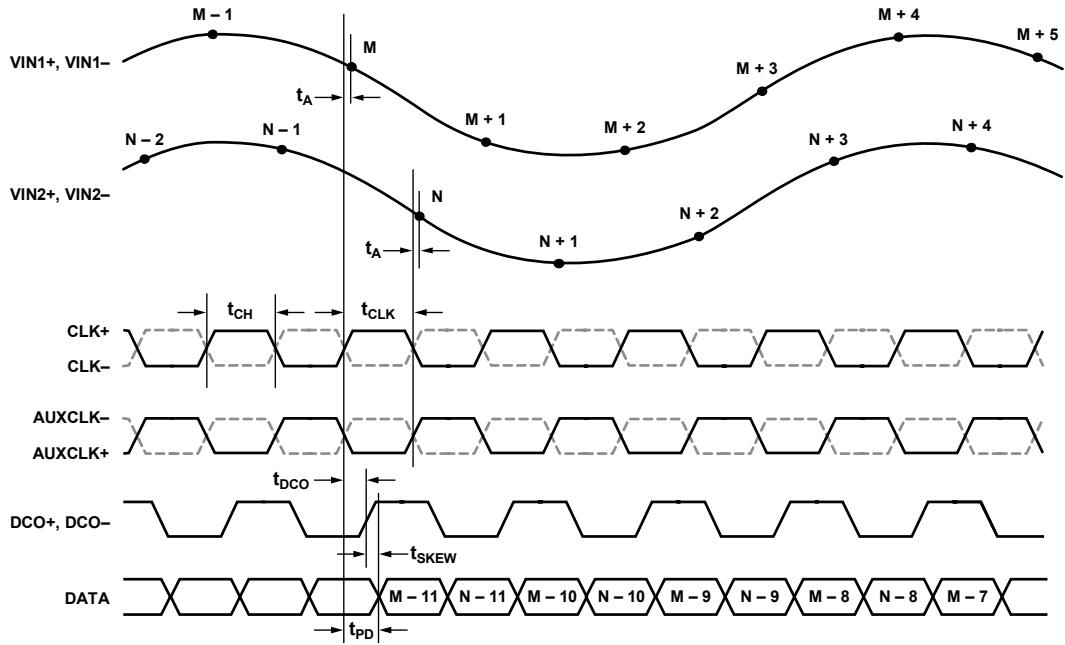 M – 1
M
M + 1
M + 2
M + 3
M + 4
M + 5
VIN1+, VIN1–
tA
N – 2
N – 1
N
N + 1
N + 2
N + 3
N + 4
VIN2+, VIN2–
tA
tCH
tCLK
CLK+
CLK–
AUXCLK–
AUXCLK+
tDCO
DCO+, DCO–
tSKEW
DATA
M – 11 N – 11 M – 10 N – 10 M – 9 N – 9 M – 8 N – 8 M – 7
tPD